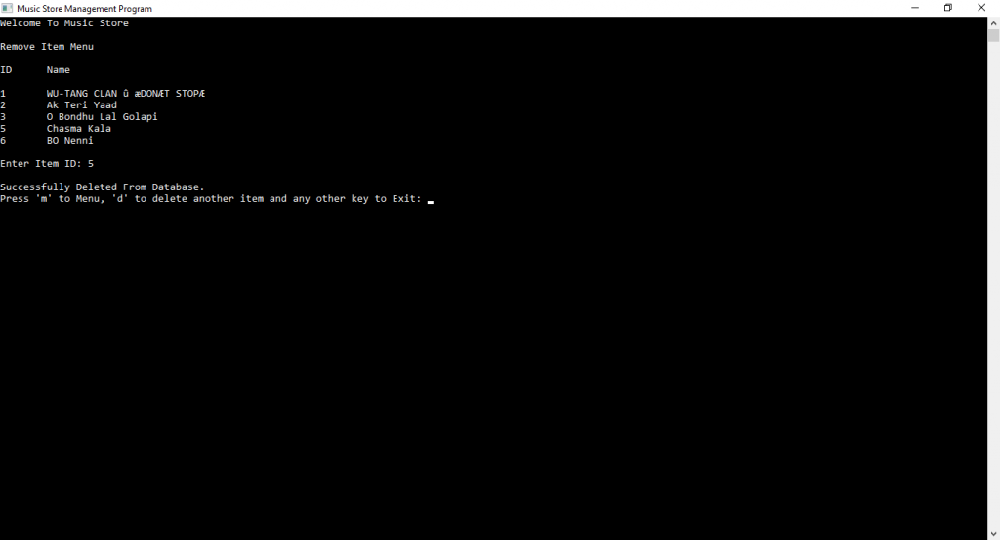 Music Store Management Program
Welcome To Music Store
Remove Item Menu
ID Name
1 WU-TANG CLAN û æDONÆT STOPÆ
2 Ak Teri Yaad
3 O Bondhu Lal Golapi
5 Chasma Kala
6 BO Nenni
Enter Item ID: 5
Successfully Deleted From Database.
Press 'm' to Menu, 'd' to delete another item and any other key to Exit: